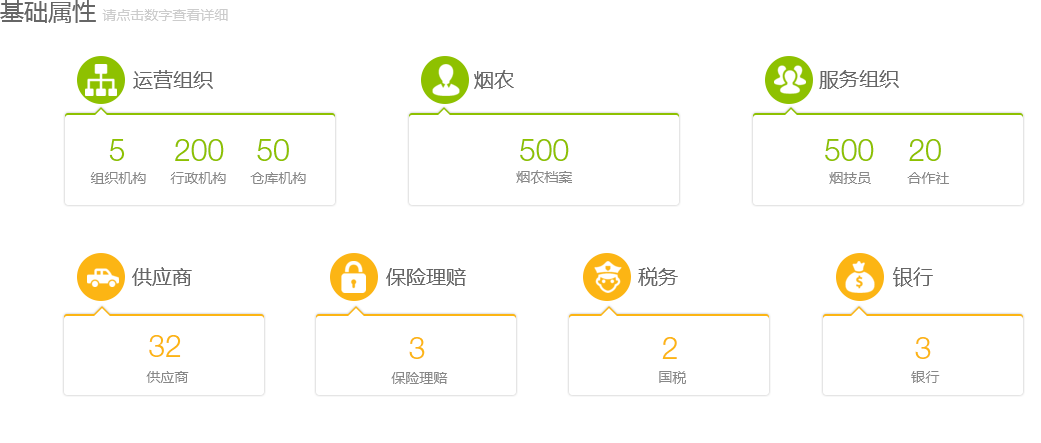 基础属性 请点击数字查看详细
运营组织 烟农 服务组织
5 200 50 500 500 20
组织机构 行政机构 仓库机构 烟农档案 烟技员 合作社
供应商 保险理赔 税务 银行
32 3 2 3
供应商 保险理赔 国税 银行